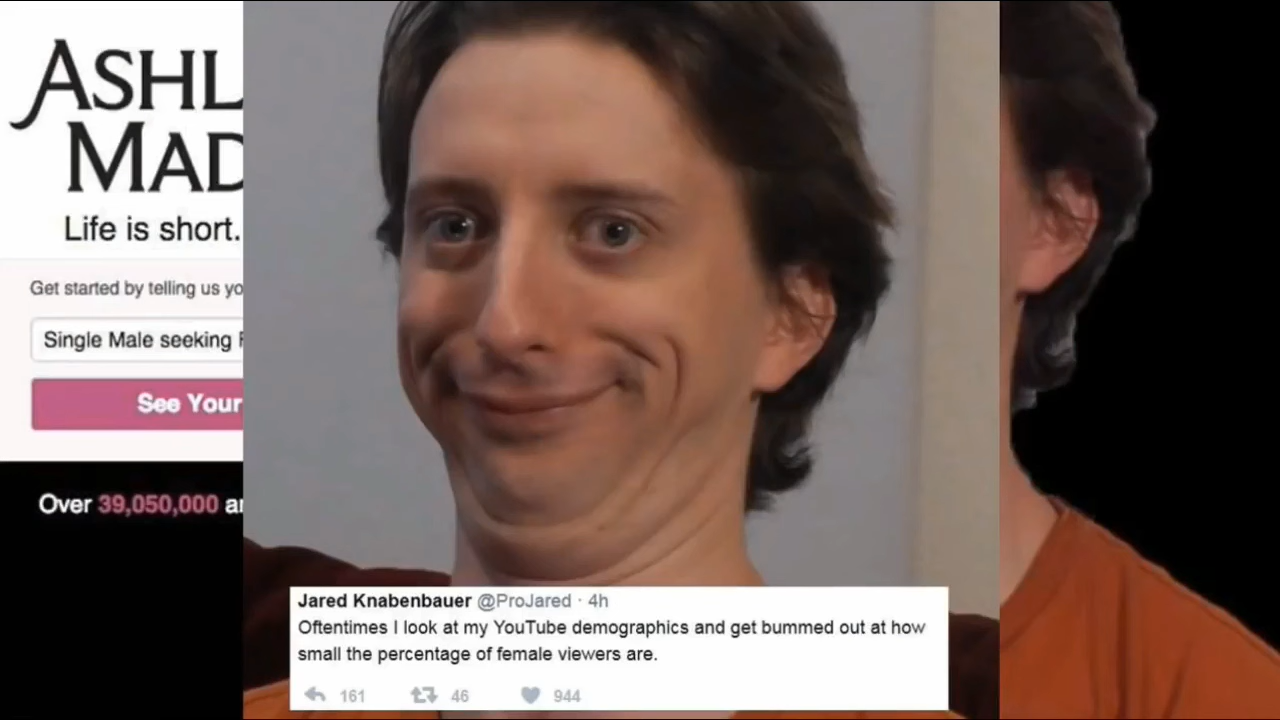 ASHL
MAD
Life is short.
Get started by telling us yo
Single Male seeking F
See Your
Over 39,050,000 an
Jared Knabenbauer @ProJared · 4h
Oftentimes I look at my YouTube demographics and get bummed out at how
small the percentage of female viewers are.
161 46 944